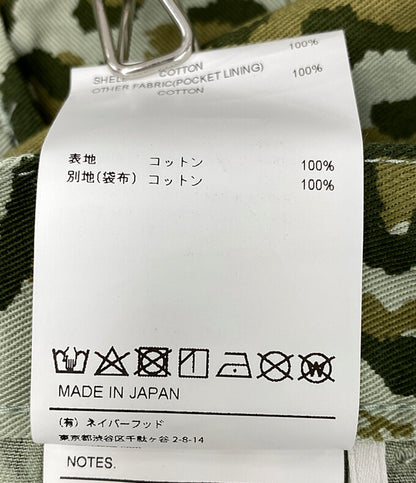 100%
SHELL COTTON
OTHER FABRIC(POCKET LINING) 100%
COTTON
表地 コットン 100%
別地(袋布) コットン 100%
MADE IN JAPAN
(有) ネイバーフッド
東京都渋谷区千駄ヶ谷 2-8-14
NOTES.